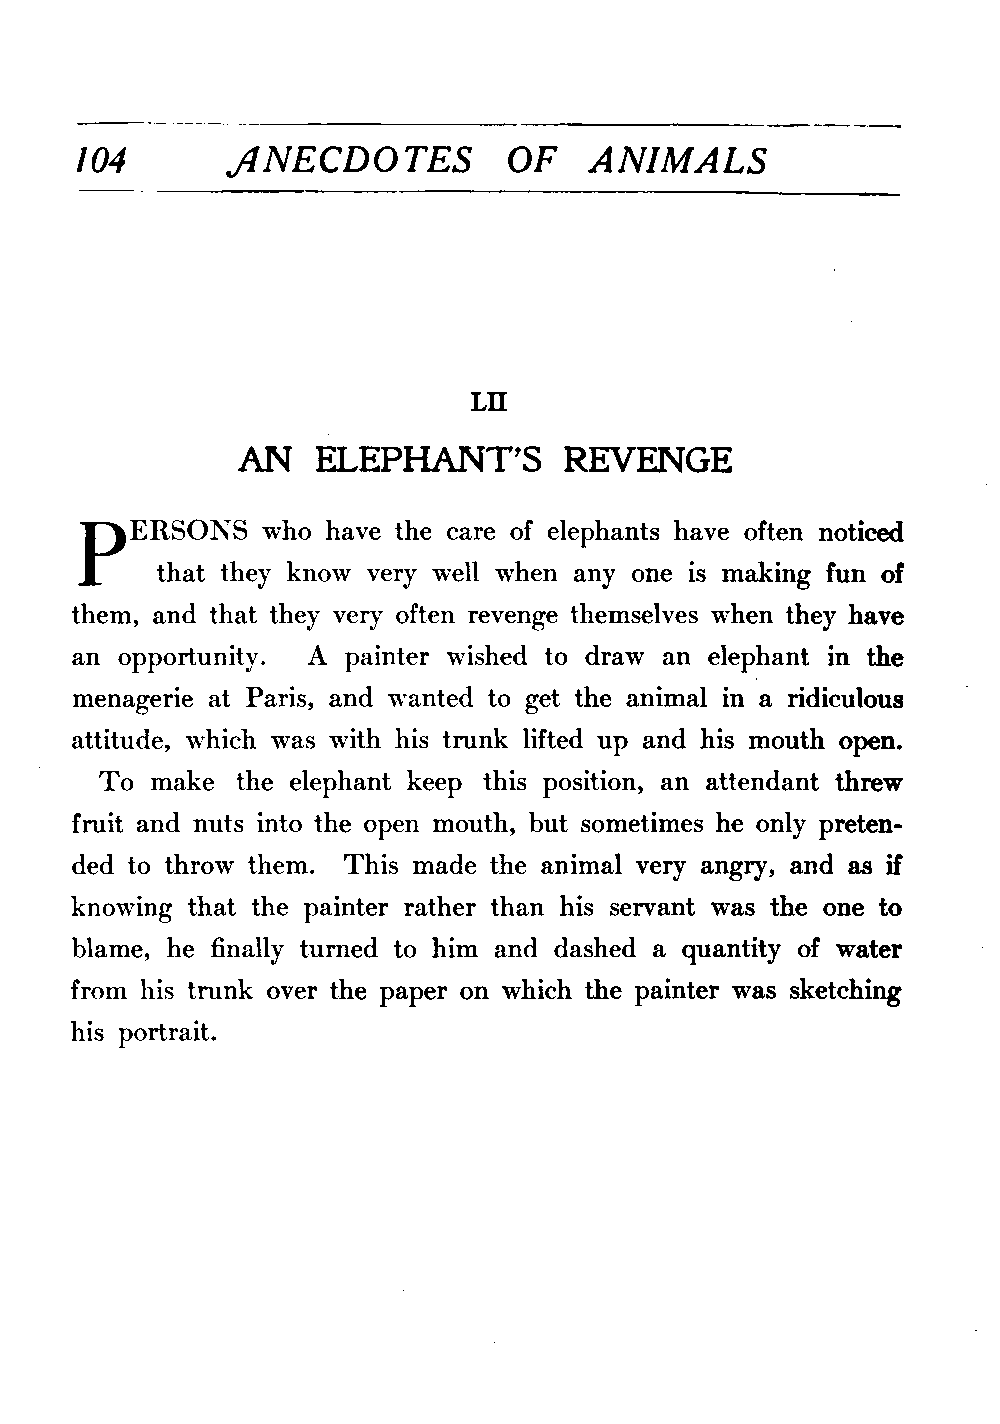 104 ANECDOTES OF ANIMALS
LII
AN ELEPHANT'S REVENGE
PERSONS who have the care of elephants have often noticed
that they know very well when any one is making fun of
them, and that they very often revenge themselves when they have
an opportunity. A painter wished to draw an elephant in the
menagerie at Paris, and wanted to get the animal in a ridiculous
attitude, which was with his trunk lifted up and his mouth open.
To make the elephant keep this position, an attendant threw
fruit and nuts into the open mouth, but sometimes he only preten-
ded to throw them. This made the animal very angry, and as if
knowing that the painter rather than his servant was the one to
blame, he finally turned to him and dashed a quantity of water
from his trunk over the paper on which the painter was sketching
his portrait.